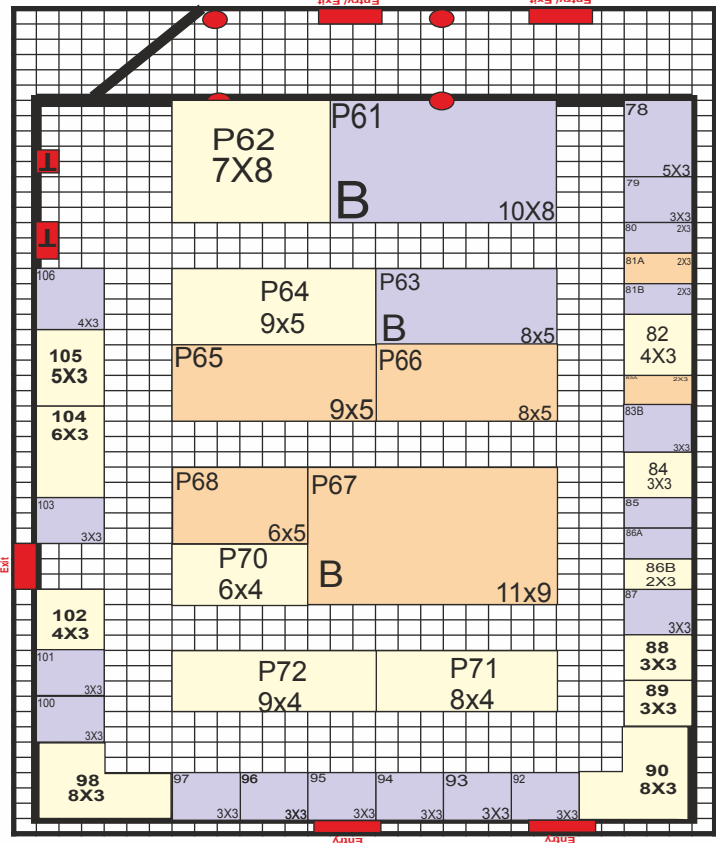 Entry/Exit
Entry/Exit
P62
7X8
P61
B
10X8
78
5X3
79
3X3
80
2X3
81A
2X3
81B
2X3
82
4X3
2X3
83B
3X3
84
3X3
85
86A
86B
2X3
87
3X3
88
3X3
89
3X3
90
8X3
T
T
106
4X3
105
5X3
104
6X3
103
3X3
Exit
102
4X3
101
3X3
100
3X3
98
8X3
P64
9x5
P63
B
8x5
P65
9x5
P66
8x5
P68
6x5
P67
B
11x9
P70
6x4
P72
9x4
P71
8x4
97
3X3
96
3X3
95
3X3
94
3X3
93
3X3
92
3X3
Entry
Entry